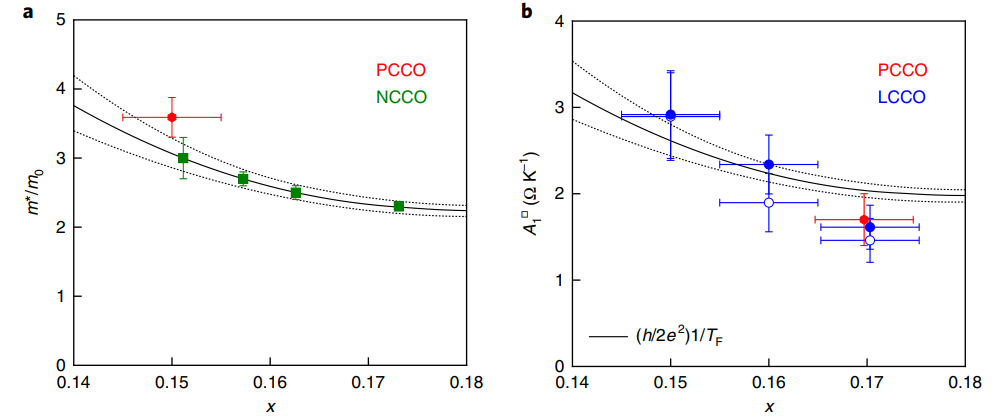 a
5
4
3
2
1
0
m*/m₀
PCCO
NCCO
0.14 0.15 0.16 0.17 0.18
x
b
4
3
2
1
0
A₁□ (Ω K⁻¹)
PCCO
LCCO
(h/2e²)1/T_F
0.14 0.15 0.16 0.17 0.18
x